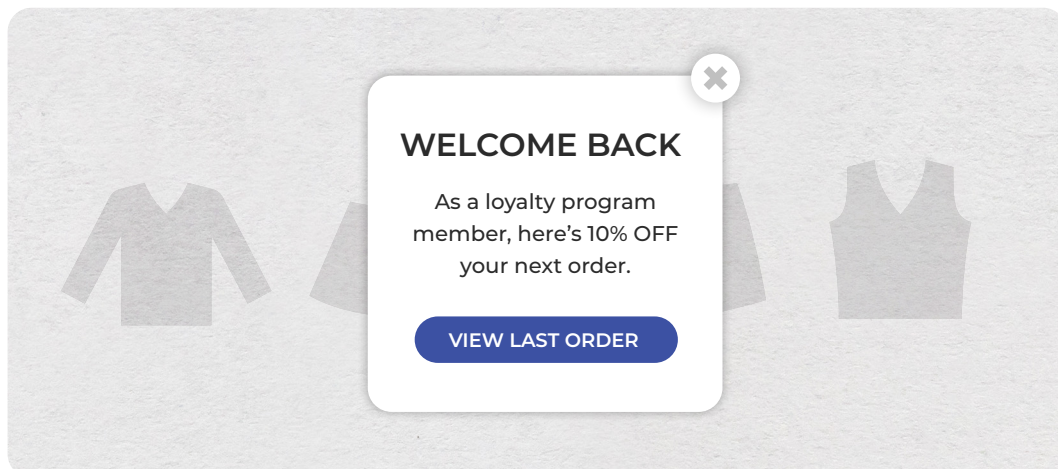 WELCOME BACK
As a loyalty program
member, here’s 10% OFF
your next order.
VIEW LAST ORDER